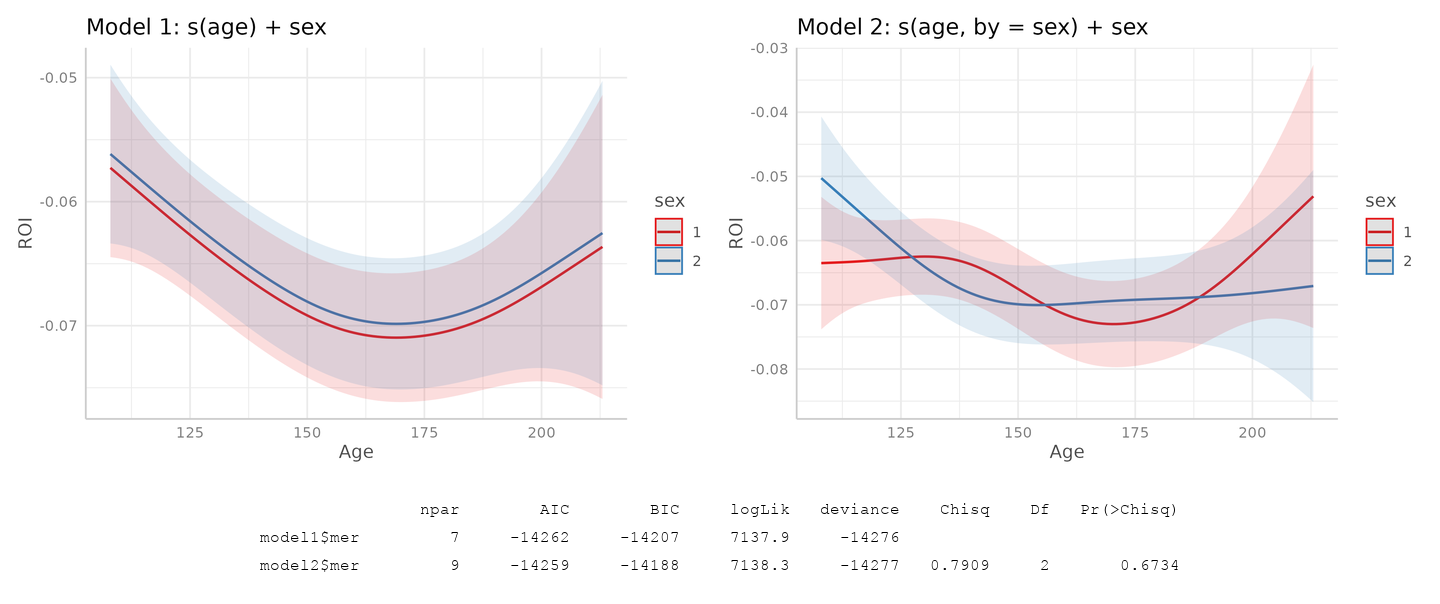 Model 1: s(age) + sex
-0.05
-0.06
-0.07
ROI
125 150 175 200
Age
sex
1
2
Model 2: s(age, by = sex) + sex
-0.03
-0.04
-0.05
-0.06
-0.07
-0.08
ROI
125 150 175 200
Age
sex
1
2
npar AIC BIC logLik deviance Chisq Df Pr(>Chisq)
model1$mer 7 -14262 -14207 7137.9 -14276
model2$mer 9 -14259 -14188 7138.3 -14277 0.7909 2 0.6734